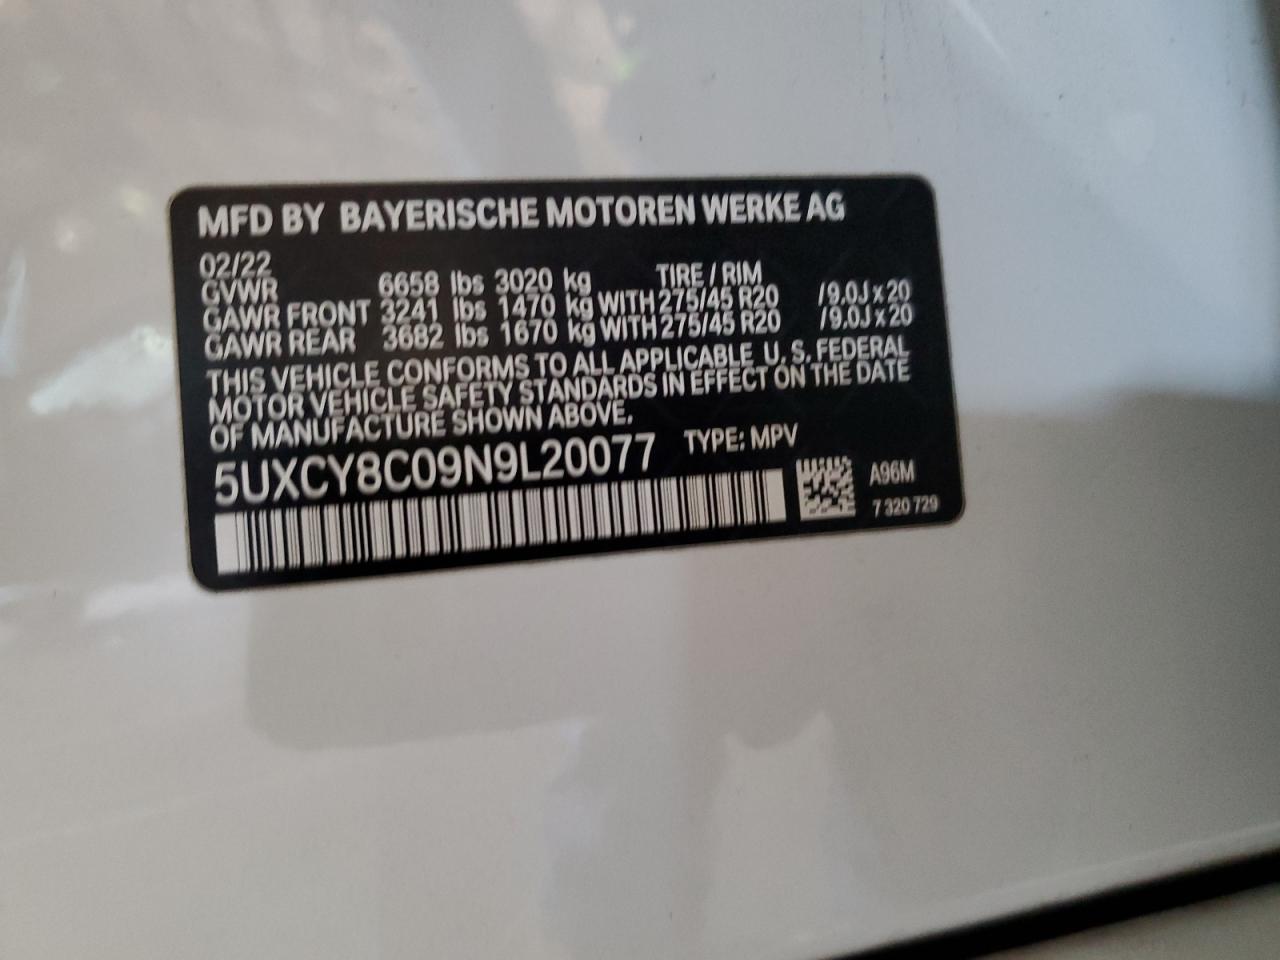 MFD BY BAYERISCHE MOTOREN WERKE AG
02/22
GVWR 6658 lbs 3020 kg TIRE / RIM
GAWR FRONT 3241 lbs 1470 kg WITH 275/45 R20 /9.0J x 20
GAWR REAR 3682 lbs 1670 kg WITH 275/45 R20 /9.0J x 20
THIS VEHICLE CONFORMS TO ALL APPLICABLE U.S. FEDERAL
MOTOR VEHICLE SAFETY STANDARDS IN EFFECT ON THE DATE
OF MANUFACTURE SHOWN ABOVE.
5UXCY8C09N9L20077 TYPE: MPV
A96M
7 320 729